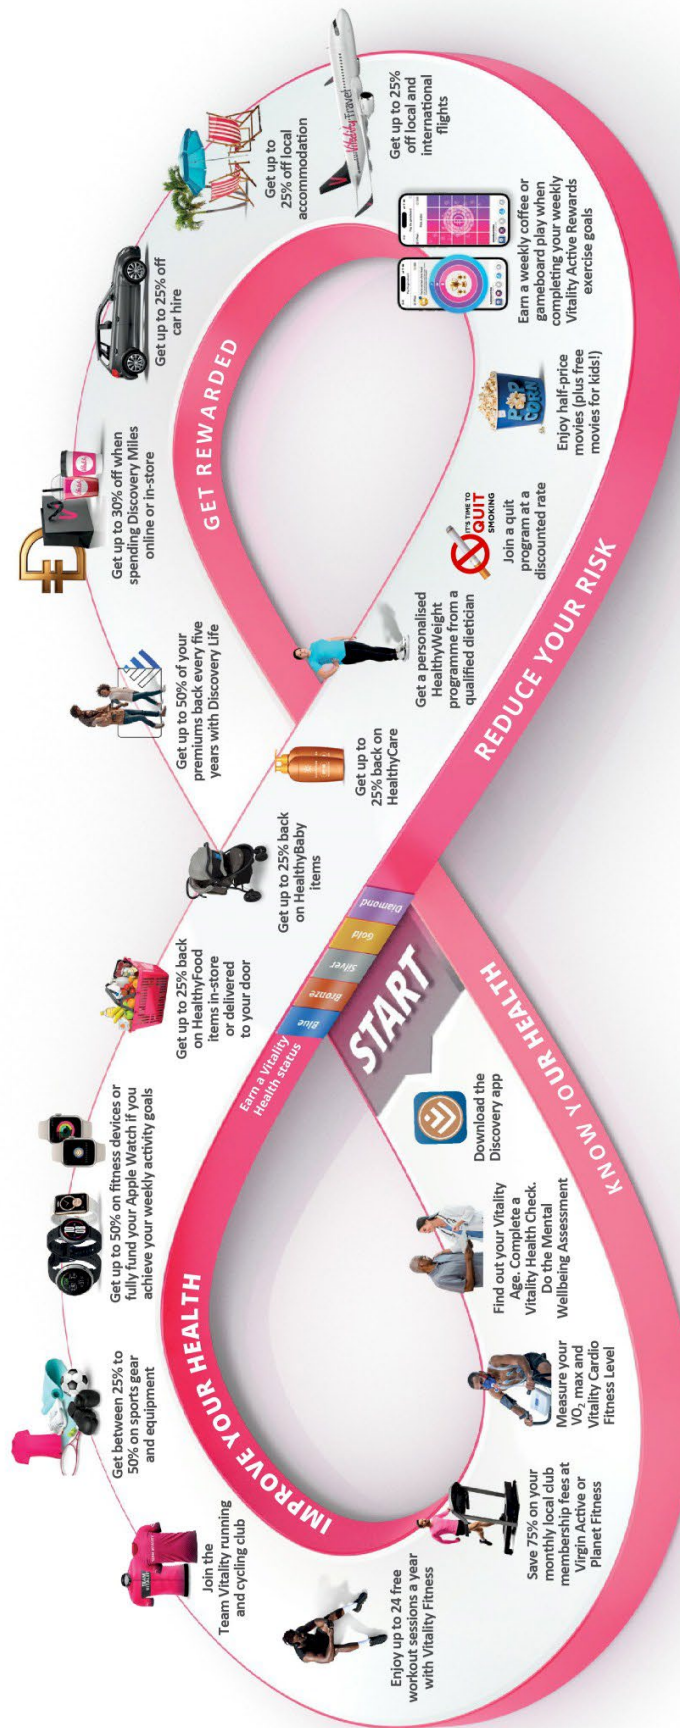 START
Download the
Discovery app
KNOW YOUR HEALTH
Find out your Vitality
Age. Complete a
Vitality Health Check.
Do the Mental
Wellbeing Assessment
Measure your
VO2 max and
Vitality Cardio
Fitness Level
Save 75% on your
monthly local club
membership fees at
Virgin Active or
Planet Fitness
Enjoy up to 24 free
workout sessions a year
with Vitality Fitness
IMPROVE YOUR HEALTH
Join the
Team Vitality running
and cycling club
Get between 25% to
50% on sports gear
and equipment
Get up to 50% on fitness devices or
fully fund your Apple Watch if you
achieve your weekly activity goals
Get up to 25% back
on HealthyFood
items in-store
or delivered
to your door
Earn a Vitality
Health status
Blue
Bronze
Silver
Gold
Diamond
Get up to 25% back
on HealthyBaby
items
Get up to
25% back on
HealthyCare
Get a personalised
HealthyWeight
programme from a
qualified dietician
IT'S TIME TO
QUIT
SMOKING
Join a quit
program at a
discounted rate
REDUCE YOUR RISK
POP
CORN
Enjoy half-price
movies (plus free
movies for kids!)
Earn a weekly coffee or
gameboard play when
completing your weekly
Vitality Active Rewards
exercise goals
GET REWARDED
Vitality Travel
Get up to 25%
off local and
international
flights
Get up to
25% off local
accommodation
Get up to 25% off
car hire
Get up to 30% off when
spending Discovery Miles
online or in-store
Get up to 50% of your
premiums back every five
years with Discovery Life